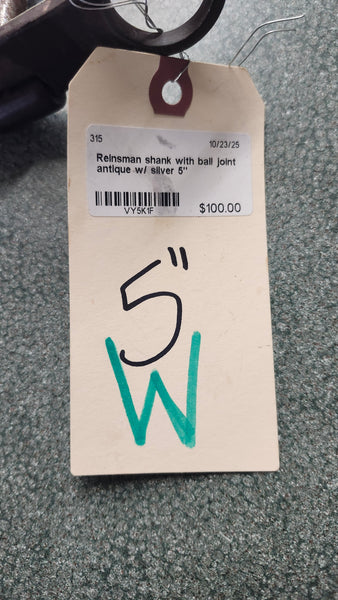 315 10/23/25
Reinsman shank with ball joint
antique w/ silver 5"
VY5K1F $100.00
5"
W